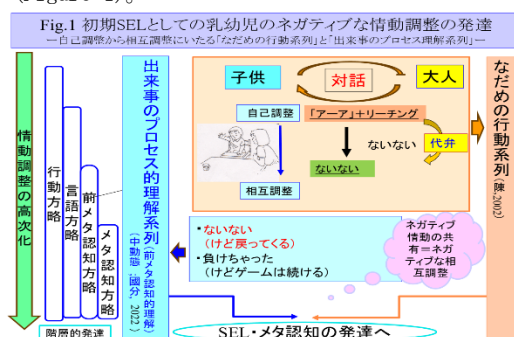 Fig.1 初期SELとしての乳幼児のネガティブな情動調整の発達
ー自己調整から相互調整にいたる「なだめの行動系列」と「出来事のプロセス理解系列」ー
情動調整の高次化
行動方略
言語方略
前メタ認知方略
メタ認知方略
階層的発達
出来事のプロセス的理解系列(前メタ認知的理解)
(中動態:國分, 2022)
子供
対話
大人
自己調整
「アーア」+リーチング
ないない
代弁
ないない
相互調整
なだめの行動系列(陳,2002)
・ないない
(けど戻ってくる)
・負けちゃった
(けどゲームは続ける)
ネガティブ
情動の共
有=ネガ
ティブな相
互調整
SEL・メタ認知の発達へ